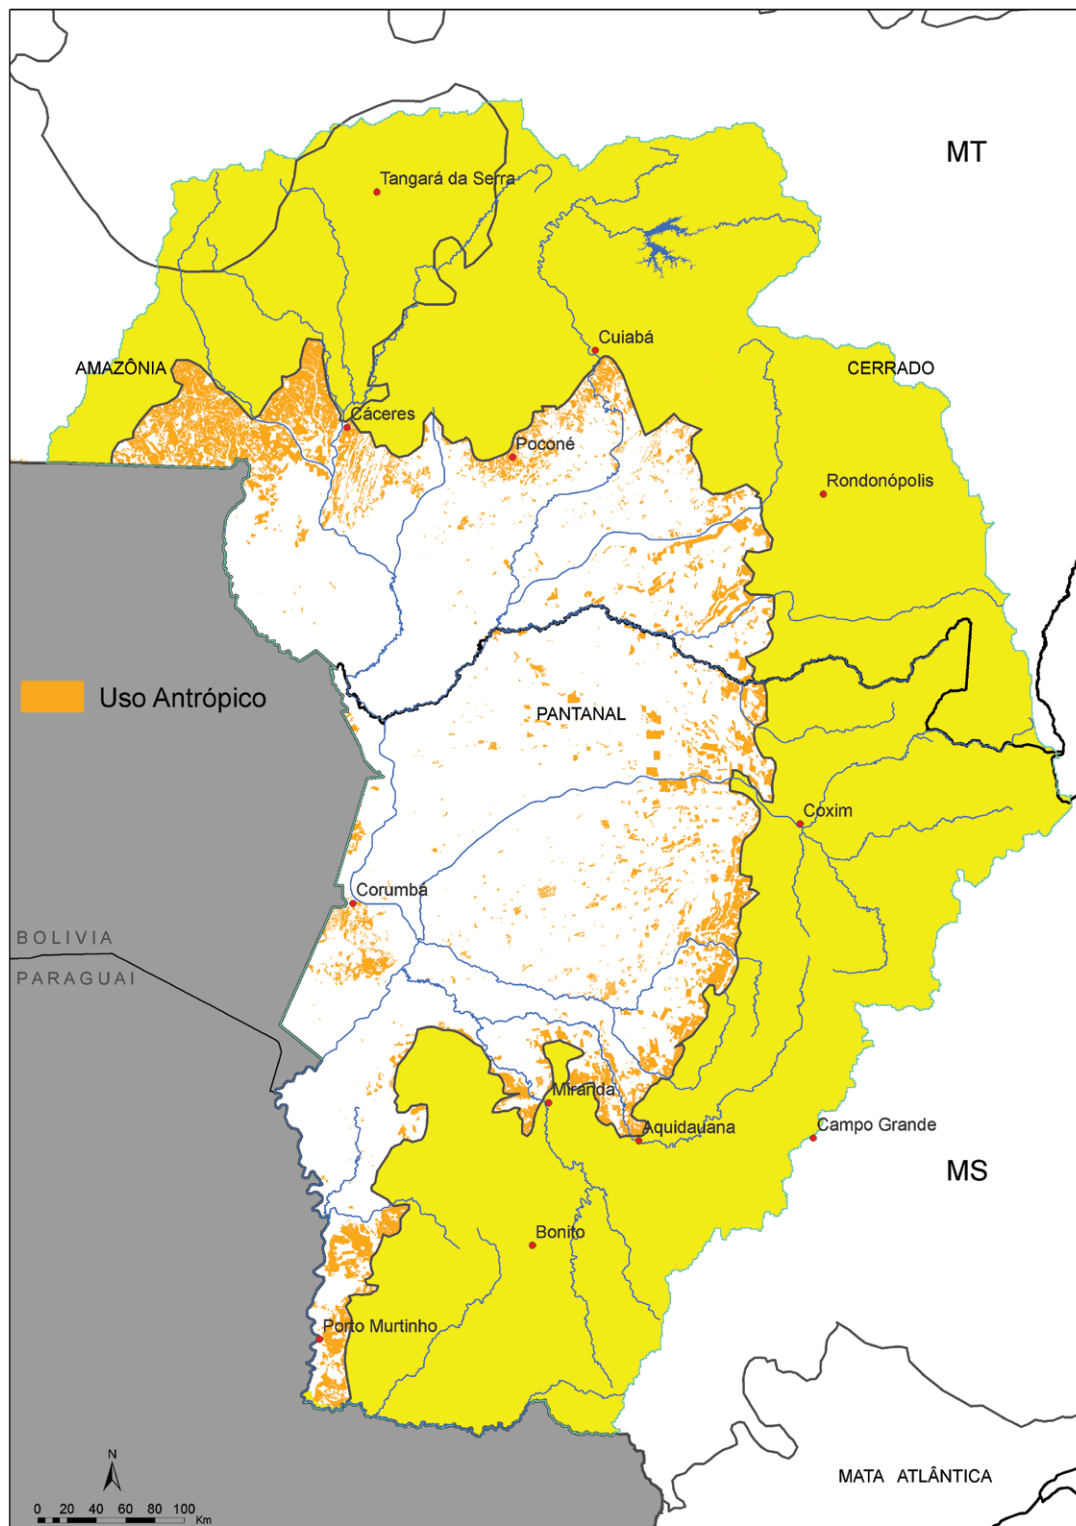 MT
Tangará da Serra
Cuiabá
AMAZÔNIA
CERRADO
Cáceres
Poconé
Rondonópolis
Uso Antrópico
PANTANAL
Coxim
Corumbá
BOLIVIA
PARAGUAI
Miranda
Aquidauana
Campo Grande
MS
Bonito
Porto Murtinho
MATA ATLÂNTICA
N
0 20 40 60 80 100
Km